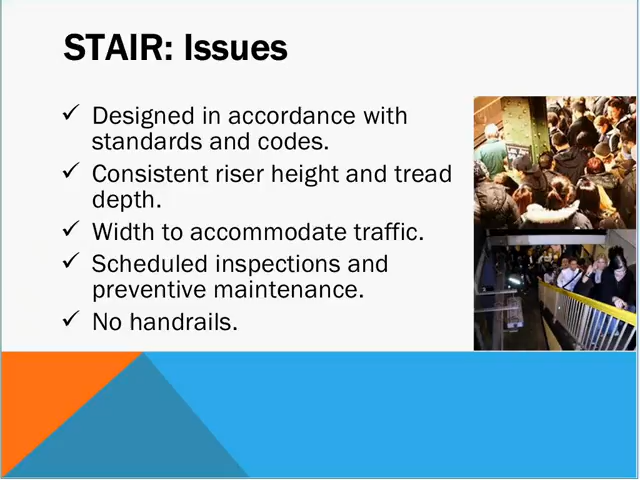 STAIR: Issues
✓ Designed in accordance with
standards and codes.
✓ Consistent riser height and tread
depth.
✓ Width to accommodate traffic.
✓ Scheduled inspections and
preventive maintenance.
✓ No handrails.